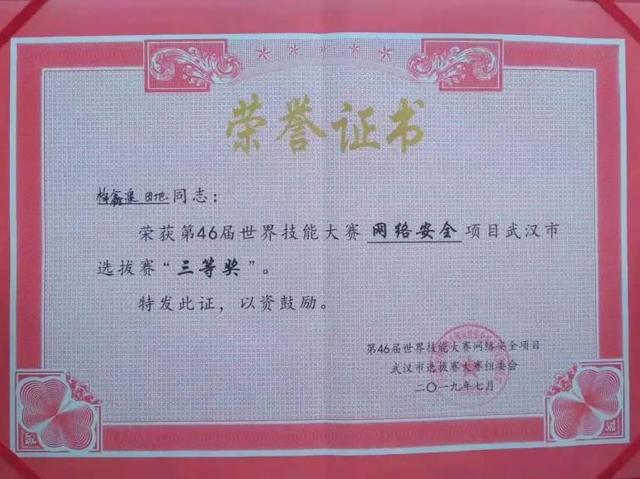 荣誉证书
田地同志：
荣获第46届世界技能大赛 网络安全 项目武汉市
选拔赛“三等奖”。
特发此证，以资鼓励。
第46届世界技能大赛网络安全项目
武汉市选拔赛大赛组委会
二〇一九年七月